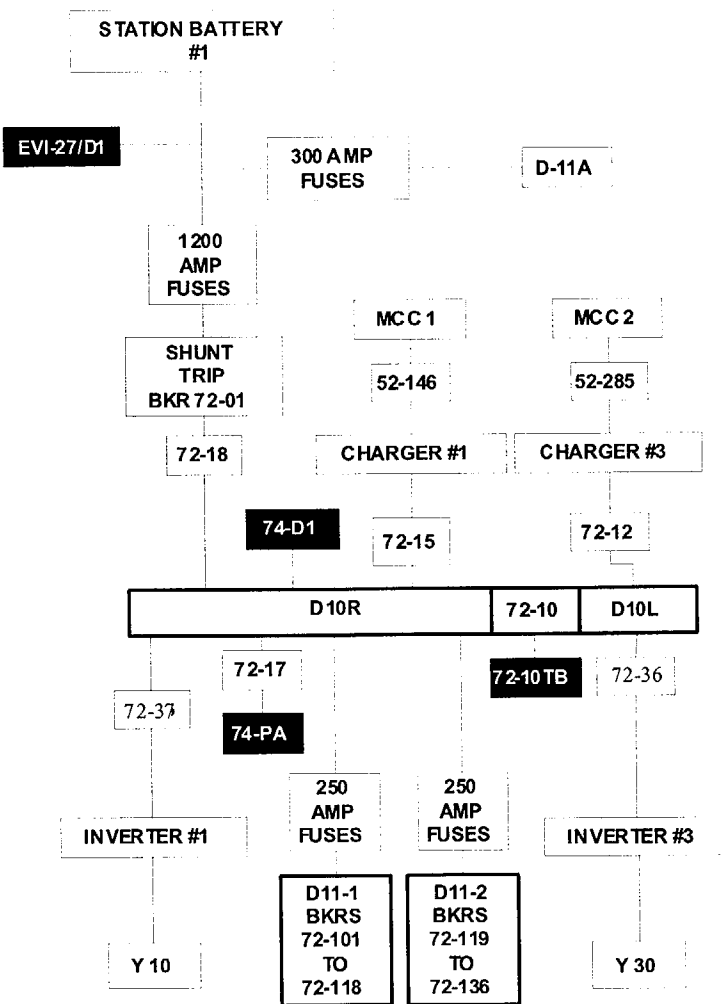 STATION BATTERY
#1
EVI-27/D1
300 AMP
FUSES
D-11A
1200
AMP
FUSES
MCC 1
MCC 2
SHUNT
TRIP
BKR 72-01
52-146
52-285
72-18
CHARGER #1
CHARGER #3
74-D1
72-15
72-12
D10R
72-10
D10L
72-17
72-10TB
72-36
72-37
74-PA
250
AMP
FUSES
250
AMP
FUSES
INVERTER #1
INVERTER #3
D11-1
BKRS
72-101
TO
72-118
D11-2
BKRS
72-119
TO
72-136
Y 10
Y 30